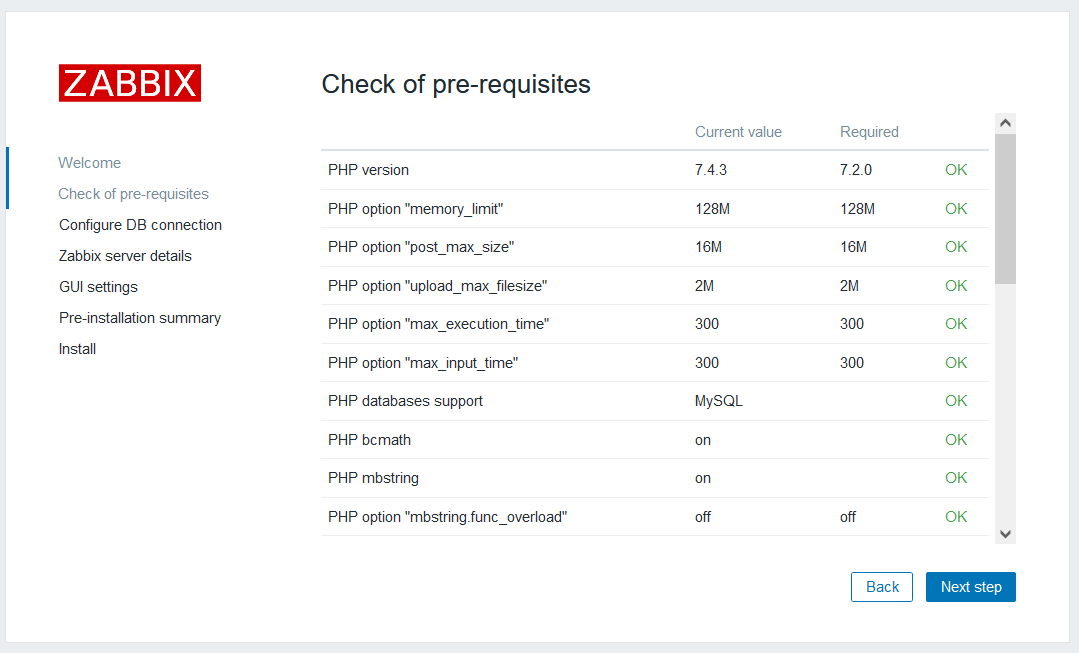 ZABBIX
Welcome
Check of pre-requisites
Configure DB connection
Zabbix server details
GUI settings
Pre-installation summary
Install
Check of pre-requisites
Current value Required
PHP version 7.4.3 7.2.0 OK
PHP option "memory_limit" 128M 128M OK
PHP option "post_max_size" 16M 16M OK
PHP option "upload_max_filesize" 2M 2M OK
PHP option "max_execution_time" 300 300 OK
PHP option "max_input_time" 300 300 OK
PHP databases support MySQL OK
PHP bcmath on OK
PHP mbstring on OK
PHP option "mbstring.func_overload" off off OK
Back Next step